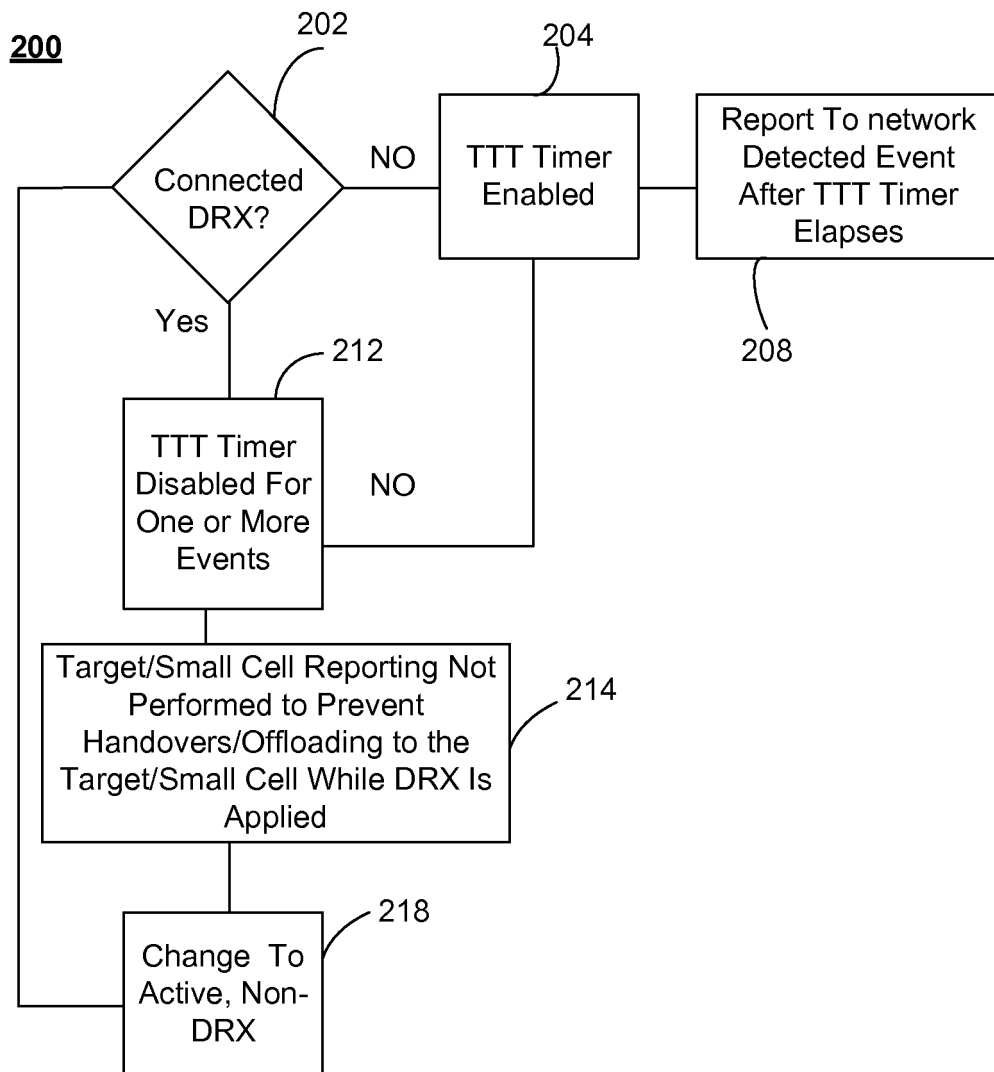 200
202
204
Connected
DRX?
NO
TTT Timer
Enabled
Report To network
Detected Event
After TTT Timer
Elapses
208
Yes
212
TTT Timer
Disabled For
One or More
Events
NO
Target/Small Cell Reporting Not
Performed to Prevent
Handovers/Offloading to the
Target/Small Cell While DRX Is
Applied
214
218
Change To
Active, Non-
DRX